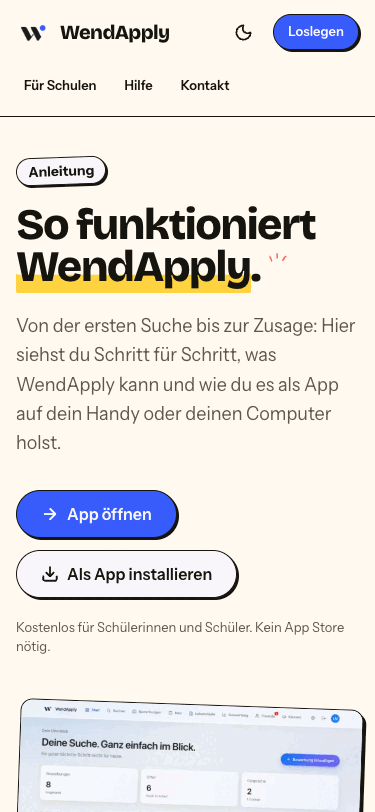 WendApply
Loslegen
Für Schulen
Hilfe
Kontakt
Anleitung
So funktioniert
WendApply.
Von der ersten Suche bis zur Zusage: Hier
siehst du Schritt für Schritt, was
WendApply kann und wie du es als App
auf dein Handy oder deinen Computer
holst.
App öffnen
Als App installieren
Kostenlos für Schülerinnen und Schüler. Kein App Store
nötig.
WendApply
Deine Suche. Ganz einfach im Blick.
Bewerbung hinzufügen
8
6
2